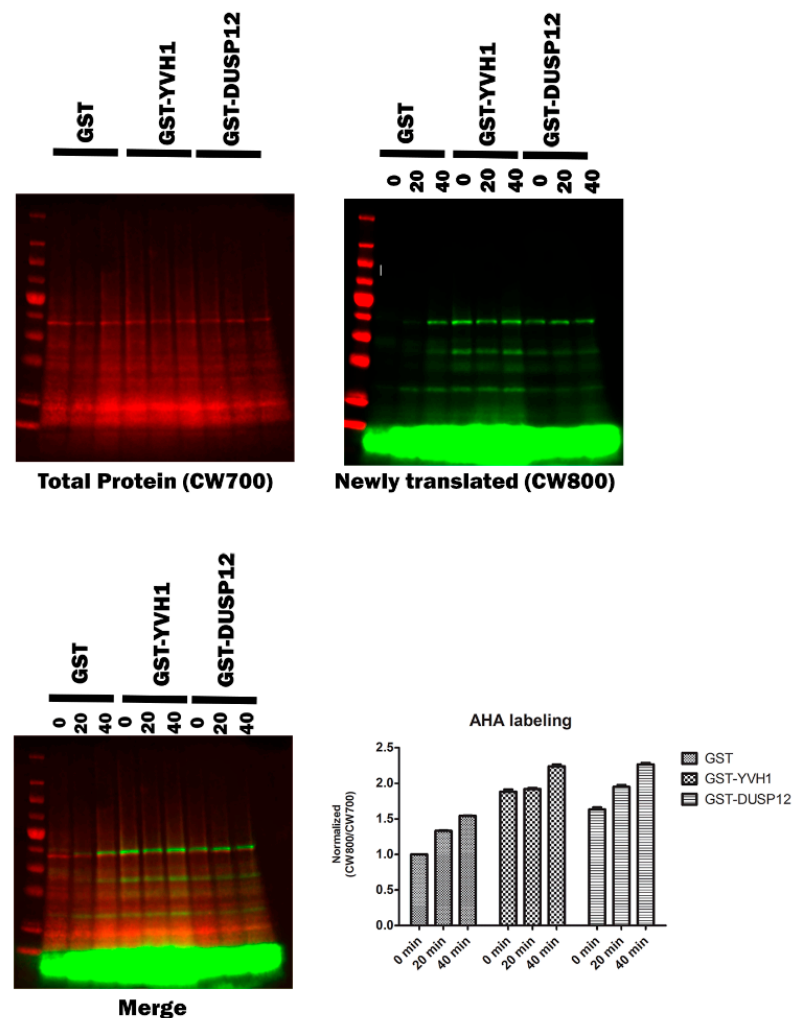 GST
GST-YVH1
GST-DUSP12
GST
GST-YVH1
GST-DUSP12
0 20 40 0 20 40 0 20 40
Total Protein (CW700)
Newly translated (CW800)
GST
GST-YVH1
GST-DUSP12
0 20 40 0 20 40 0 20 40
Merge
AHA labeling
Normalized
(CW800/CW700)
2.5
2.0
1.5
1.0
0.5
0.0
0 min 20 min 40 min 0 min 20 min 40 min 0 min 20 min 40 min
GST
GST-YVH1
GST-DUSP12